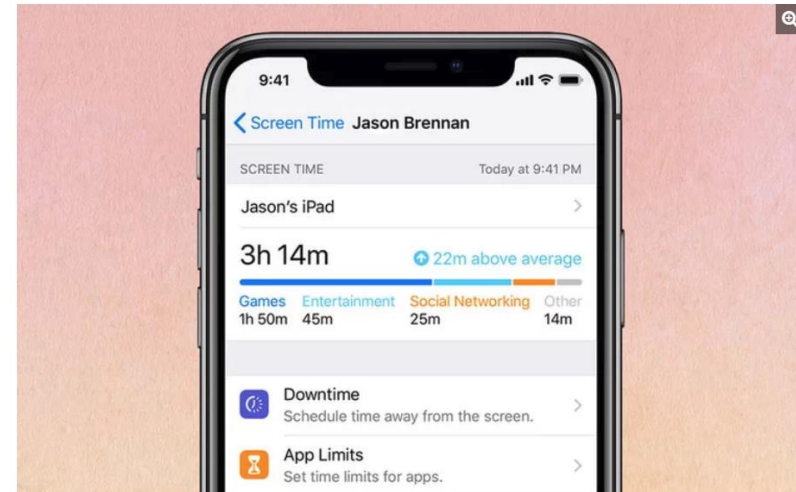 9:41
Screen Time Jason Brennan
SCREEN TIME Today at 9:41 PM
Jason's iPad
3h 14m 22m above average
Games Entertainment Social Networking Other
1h 50m 45m 25m 14m
Downtime
Schedule time away from the screen.
App Limits
Set time limits for apps.